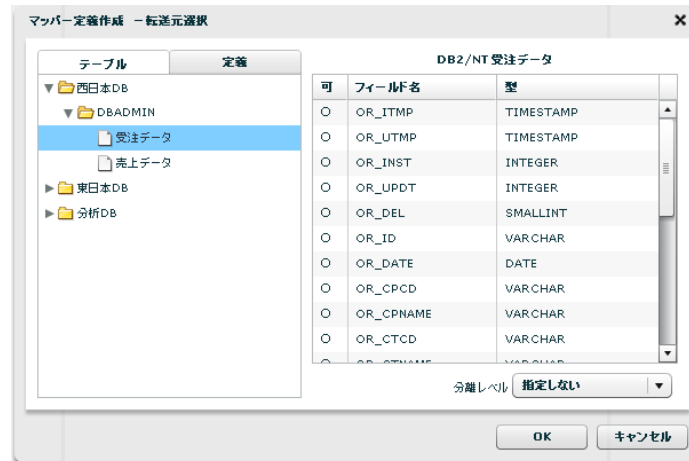 マッパー定義作成 －転送元選択
テーブル 定義
西日本DB
DBADMIN
受注データ
売上データ
東日本DB
分析DB
DB2/NT 受注データ
可 フィールド名 型
○ OR_ITMP TIMESTAMP
○ OR_UTMP TIMESTAMP
○ OR_INST INTEGER
○ OR_UPDT INTEGER
○ OR_DEL SMALLINT
○ OR_ID VARCHAR
○ OR_DATE DATE
○ OR_CPCD VARCHAR
○ OR_CPNAME VARCHAR
○ OR_CTCD VARCHAR
○ OR_CTNAME VARCHAR
分離レベル 指定しない
OK キャンセル